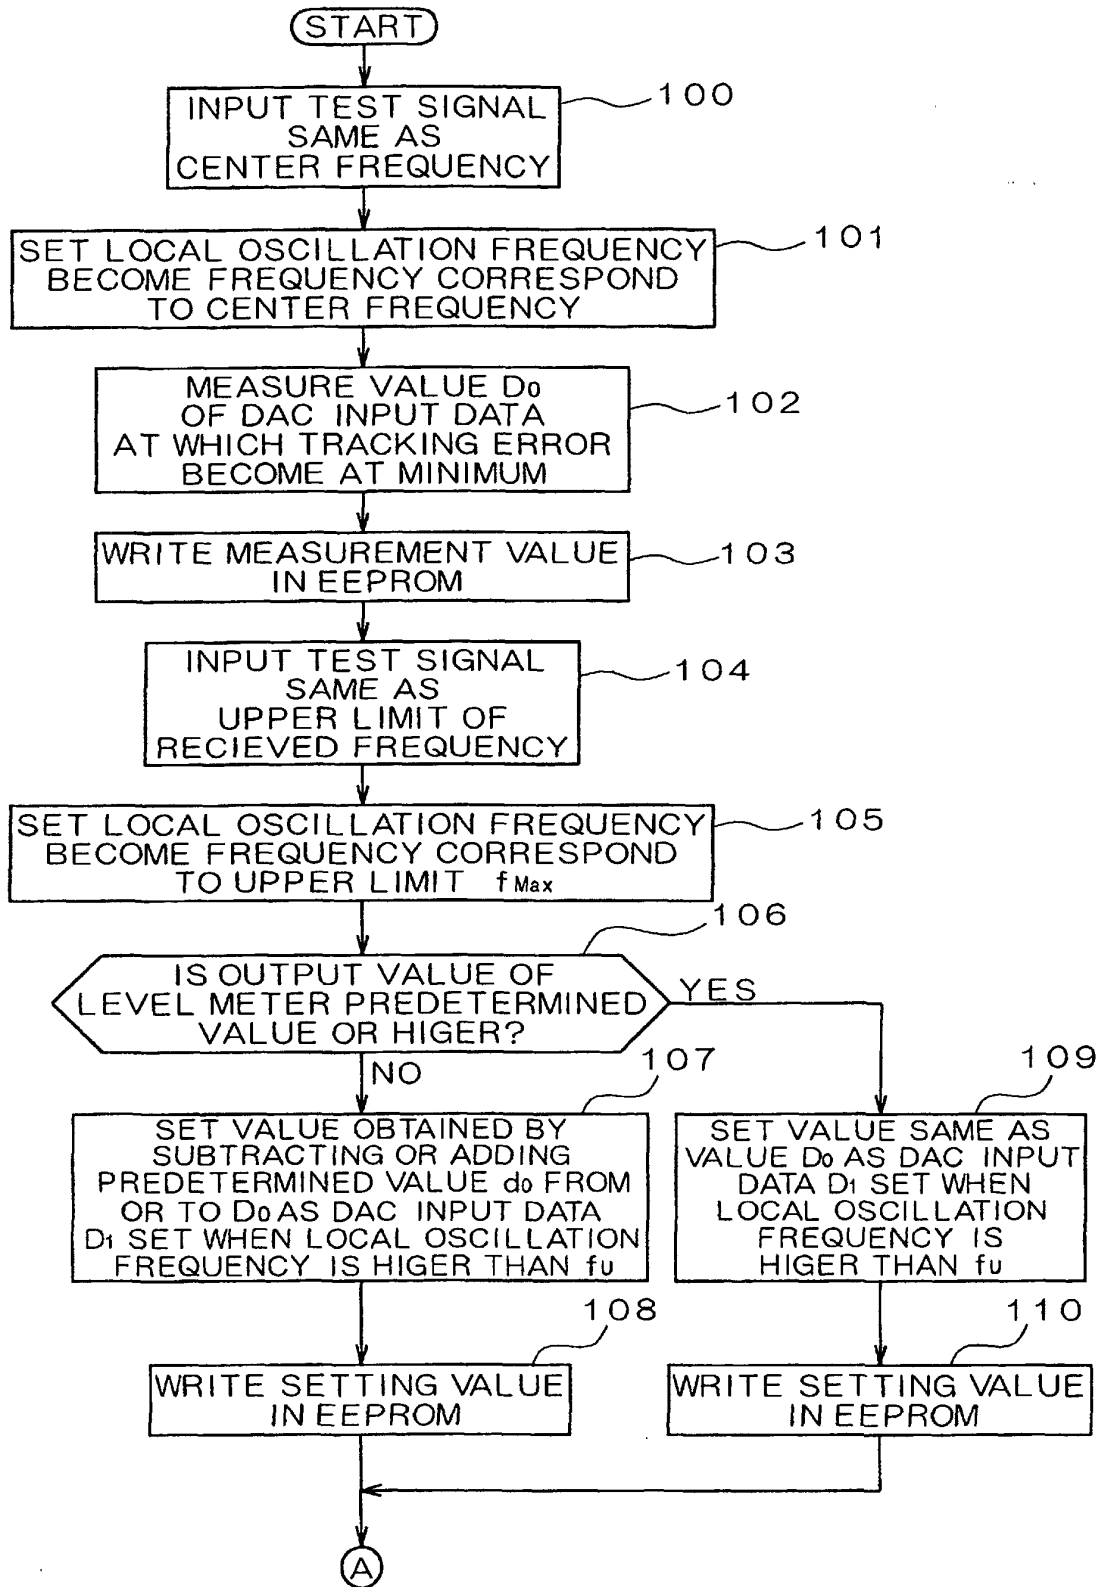 START
100
INPUT TEST SIGNAL
SAME AS
CENTER FREQUENCY
101
SET LOCAL OSCILLATION FREQUENCY
BECOME FREQUENCY CORRESPOND
TO CENTER FREQUENCY
102
MEASURE VALUE D0
OF DAC INPUT DATA
AT WHICH TRACKING ERROR
BECOME AT MINIMUM
103
WRITE MEASUREMENT VALUE
IN EEPROM
104
INPUT TEST SIGNAL
SAME AS
UPPER LIMIT OF
RECIEVED FREQUENCY
105
SET LOCAL OSCILLATION FREQUENCY
BECOME FREQUENCY CORRESPOND
TO UPPER LIMIT fMax
106
IS OUTPUT VALUE OF
LEVEL METER PREDETERMINED
VALUE OR HIGER?
YES
NO
107
SET VALUE OBTAINED BY
SUBTRACTING OR ADDING
PREDETERMINED VALUE d0 FROM
OR TO D0 AS DAC INPUT DATA
D1 SET WHEN LOCAL OSCILLATION
FREQUENCY IS HIGER THAN fU
109
SET VALUE SAME AS
VALUE D0 AS DAC INPUT
DATA D1 SET WHEN
LOCAL OSCILLATION
FREQUENCY IS
HIGER THAN fU
108
WRITE SETTING VALUE
IN EEPROM
110
WRITE SETTING VALUE
IN EEPROM
A